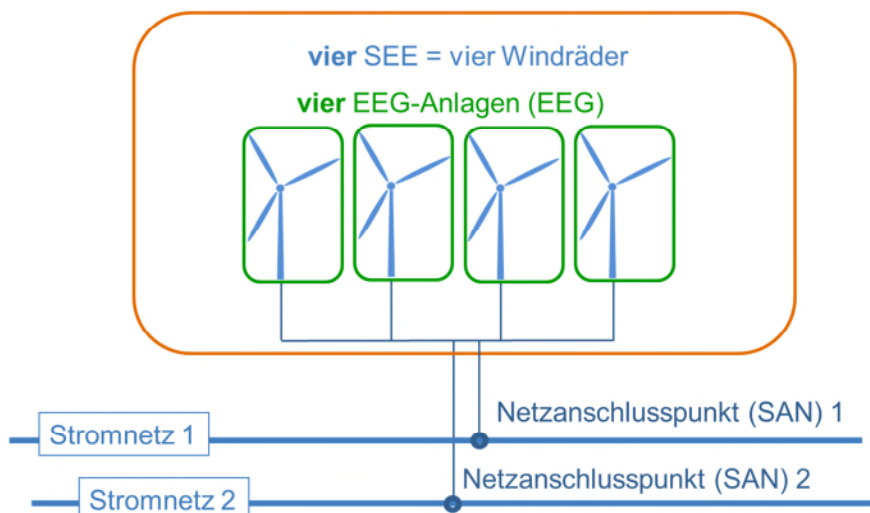 vier SEE = vier Windräder
vier EEG-Anlagen (EEG)
Netzanschlusspunkt (SAN) 1
Stromnetz 1
Netzanschlusspunkt (SAN) 2
Stromnetz 2